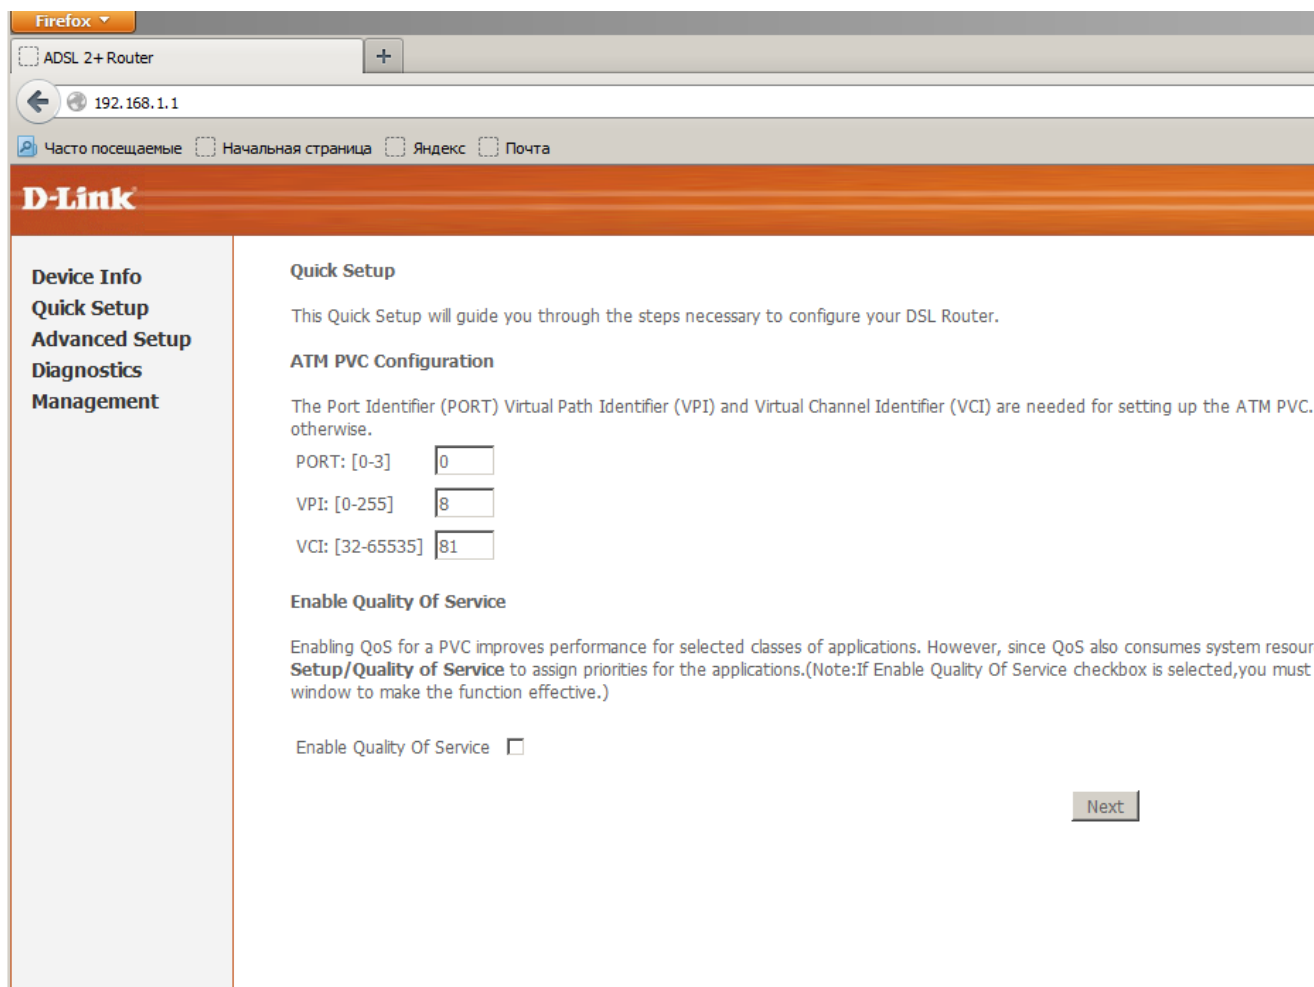 Firefox
ADSL 2+ Router
192.168.1.1
Часто посещаемые Начальная страница Яндекс Почта
D-Link
Device Info
Quick Setup
Advanced Setup
Diagnostics
Management
Quick Setup
This Quick Setup will guide you through the steps necessary to configure your DSL Router.
ATM PVC Configuration
The Port Identifier (PORT) Virtual Path Identifier (VPI) and Virtual Channel Identifier (VCI) are needed for setting up the ATM PVC.
otherwise.
PORT: [0-3] 0
VPI: [0-255] 8
VCI: [32-65535] 81
Enable Quality Of Service
Enabling QoS for a PVC improves performance for selected classes of applications. However, since QoS also consumes system resour
Setup/Quality of Service to assign priorities for the applications.(Note:If Enable Quality Of Service checkbox is selected,you must
window to make the function effective.)
Enable Quality Of Service
Next